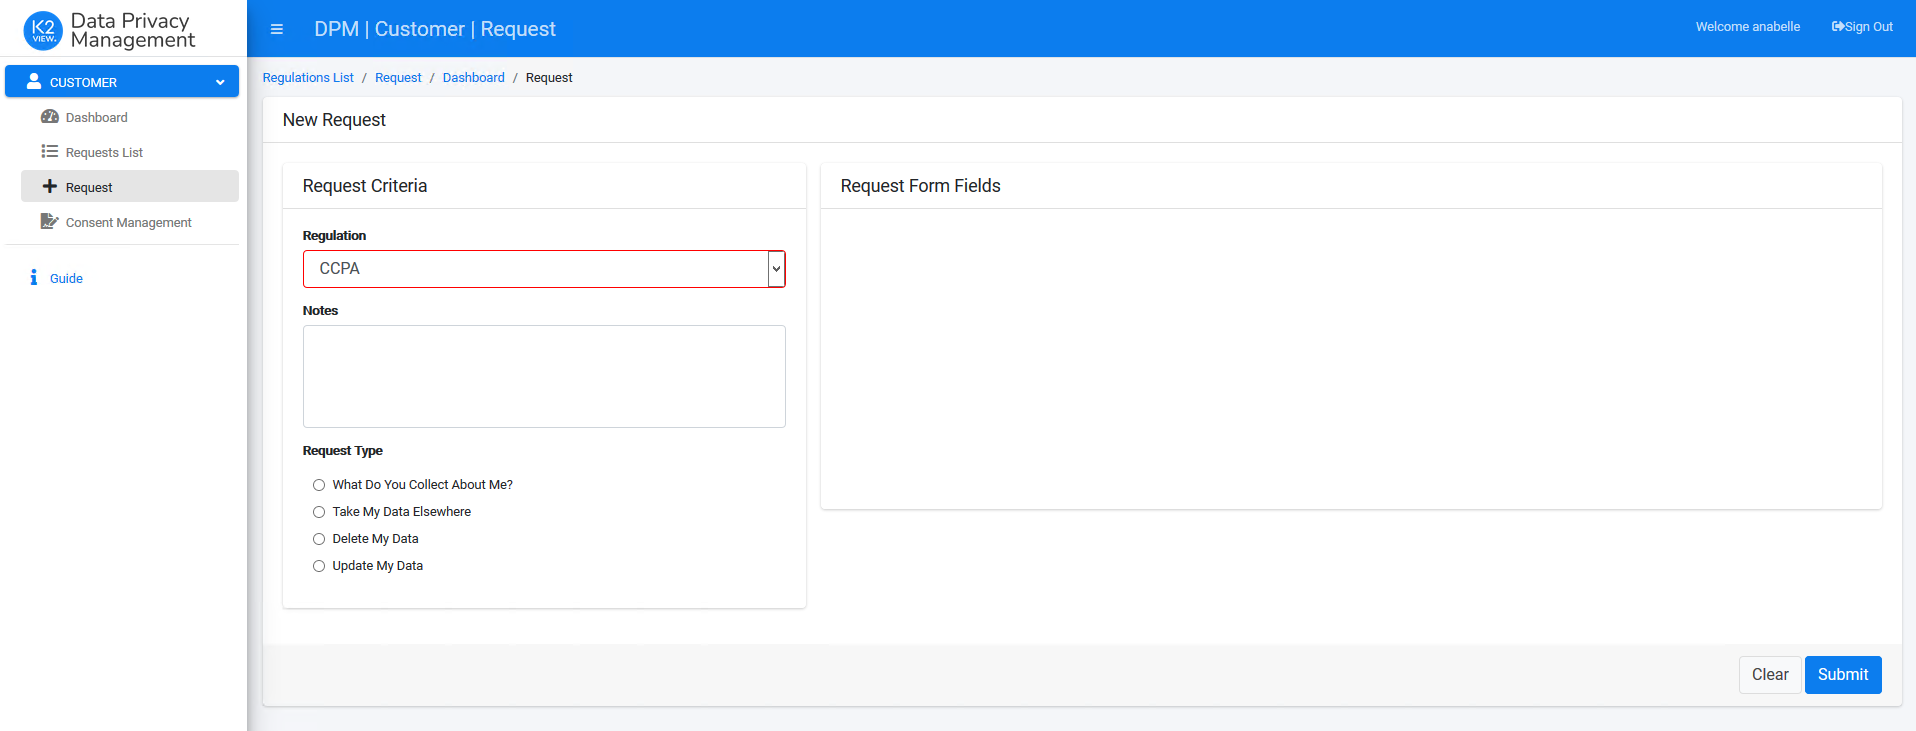 K2
VIEW.
Data Privacy
Management
DPM | Customer | Request
Welcome anabelle
Sign Out
CUSTOMER
Dashboard
Requests List
Request
Consent Management
Guide
Regulations List / Request / Dashboard / Request
New Request
Request Criteria
Regulation
CCPA
Notes
Request Type
What Do You Collect About Me?
Take My Data Elsewhere
Delete My Data
Update My Data
Request Form Fields
Clear
Submit